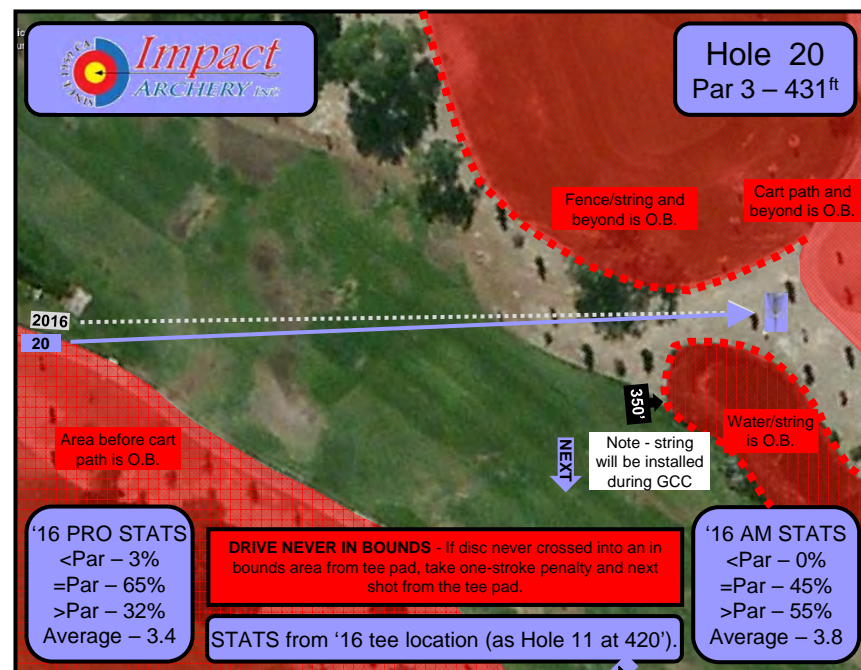 SINCE 1952 CA
Impact
ARCHERY INC.
Hole 20
Par 3 – 431ft
Fence/string and
beyond is O.B.
Cart path and
beyond is O.B.
2016
20
350'
Area before cart
path is O.B.
NEXT
Note - string
will be installed
during GCC
Water/string
is O.B.
'16 PRO STATS
<Par – 3%
=Par – 65%
>Par – 32%
Average – 3.4
DRIVE NEVER IN BOUNDS - If disc never crossed into an in
bounds area from tee pad, take one-stroke penalty and next
shot from the tee pad.
STATS from '16 tee location (as Hole 11 at 420').
'16 AM STATS
<Par – 0%
=Par – 45%
>Par – 55%
Average – 3.8